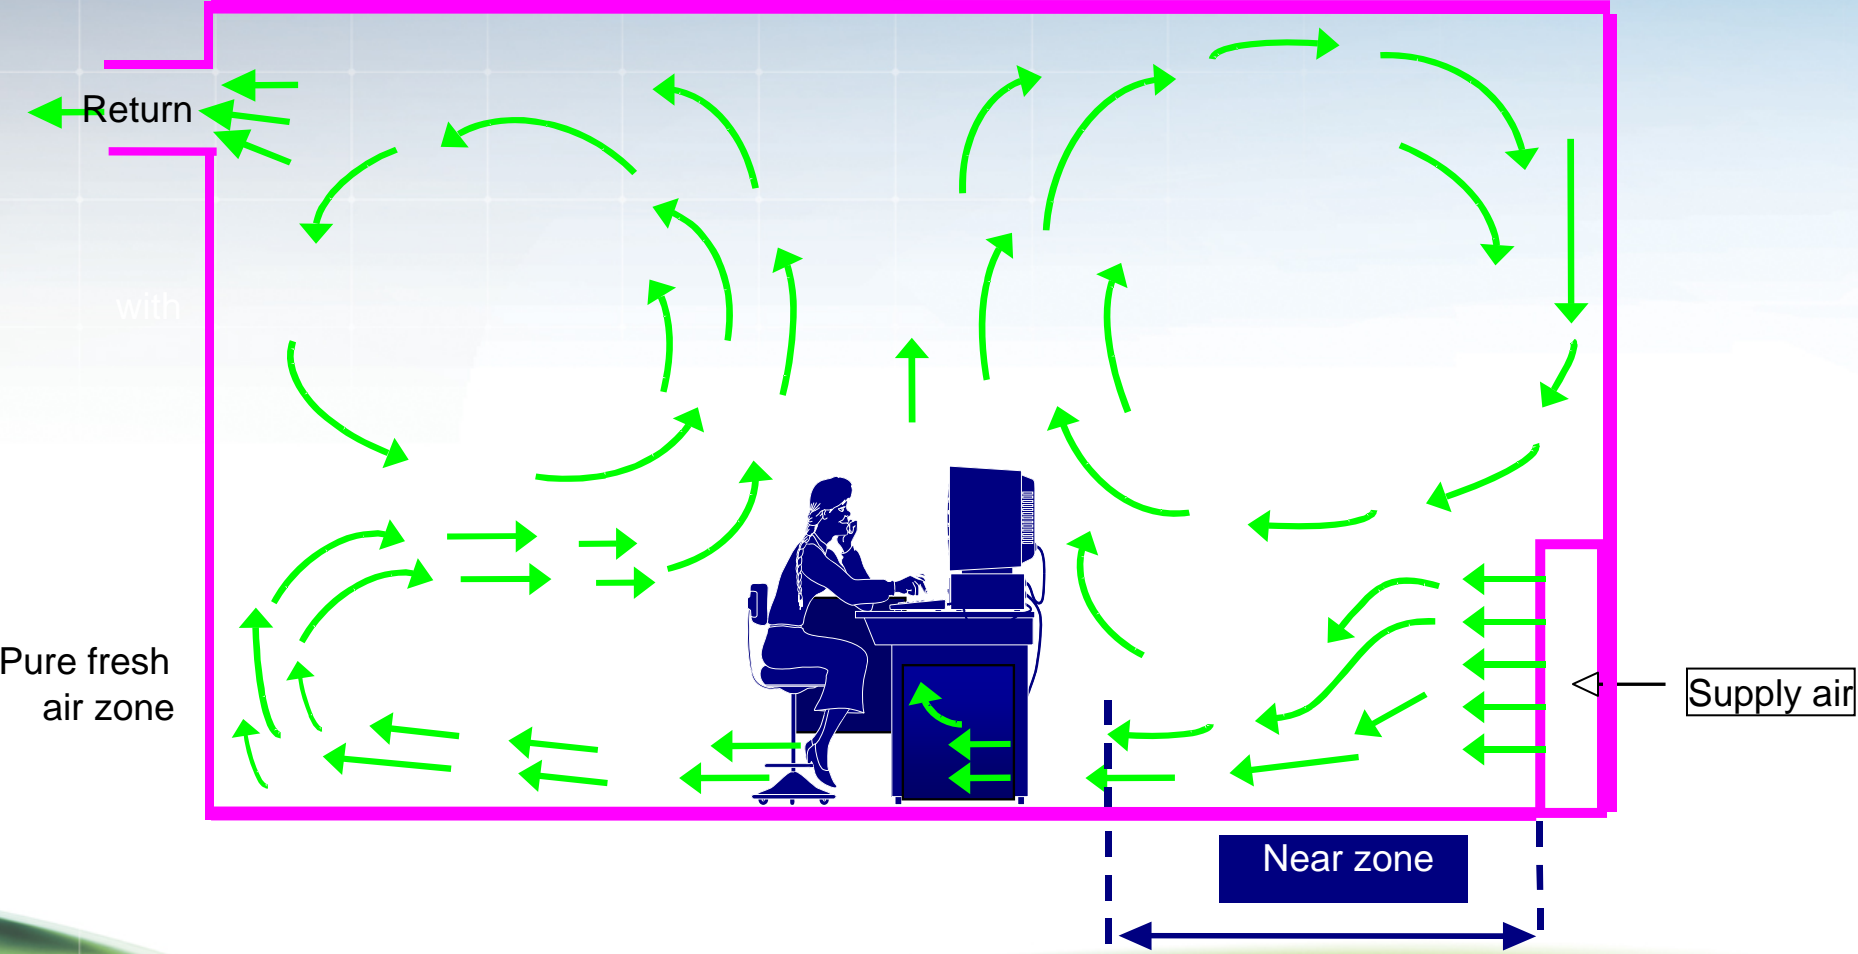 Return
with
Pure fresh
air zone
Supply air
Near zone